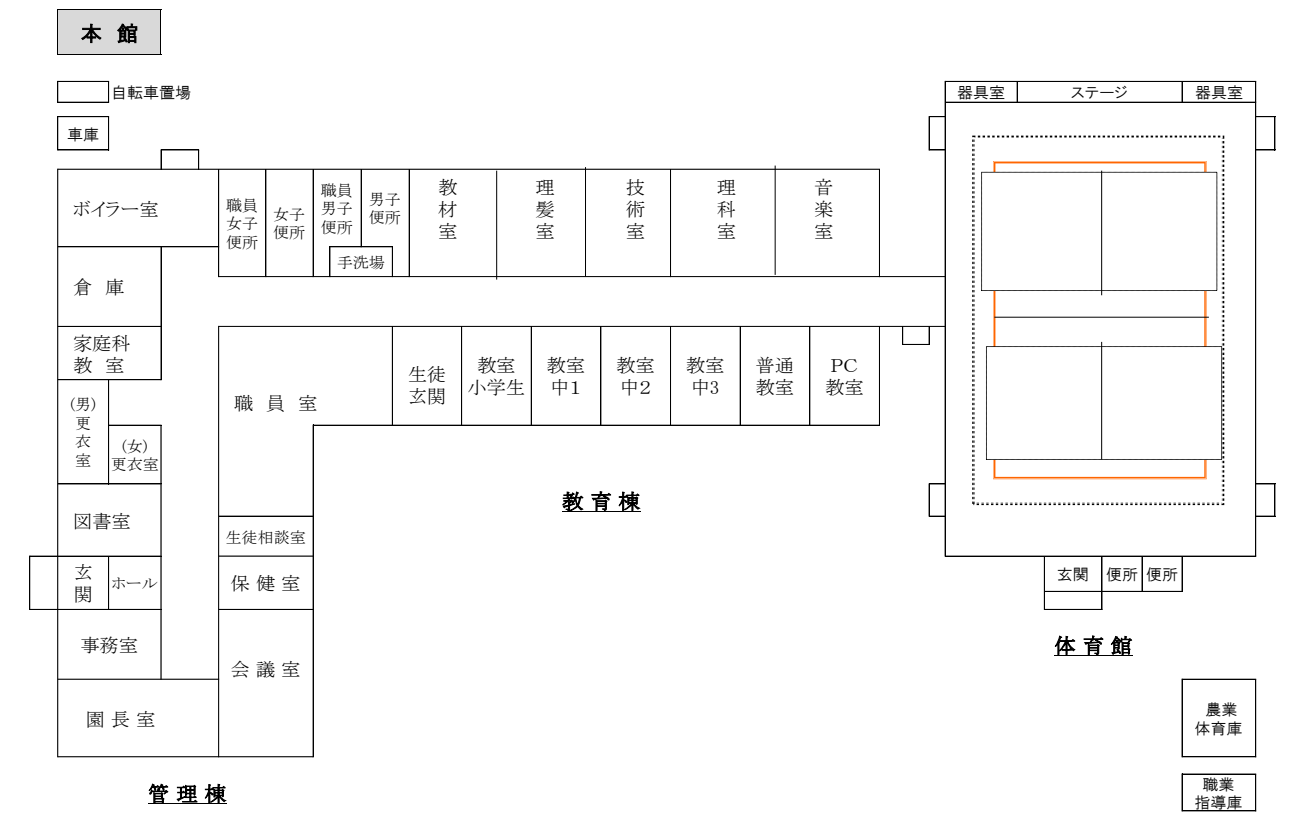 本 館
自転車置場
車庫
器具室
ステージ
器具室
ボイラー室
職員
女子
便所
女子
便所
職員
男子
便所
男子
便所
手洗場
教
材
室
理
髪
室
技
術
室
理
科
室
音
楽
室
倉 庫
家庭科
教 室
(男)
更
衣
室
(女)
更衣室
職 員 室
生徒
玄関
教室
小学生
教室
中1
教室
中2
教室
中3
普通
教室
PC
教室
教 育 棟
図書室
生徒相談室
玄
関
ホール
保 健 室
事務室
会 議 室
園 長 室
管 理 棟
玄関
便所
便所
体 育 館
農業
体育庫
職業
指導庫